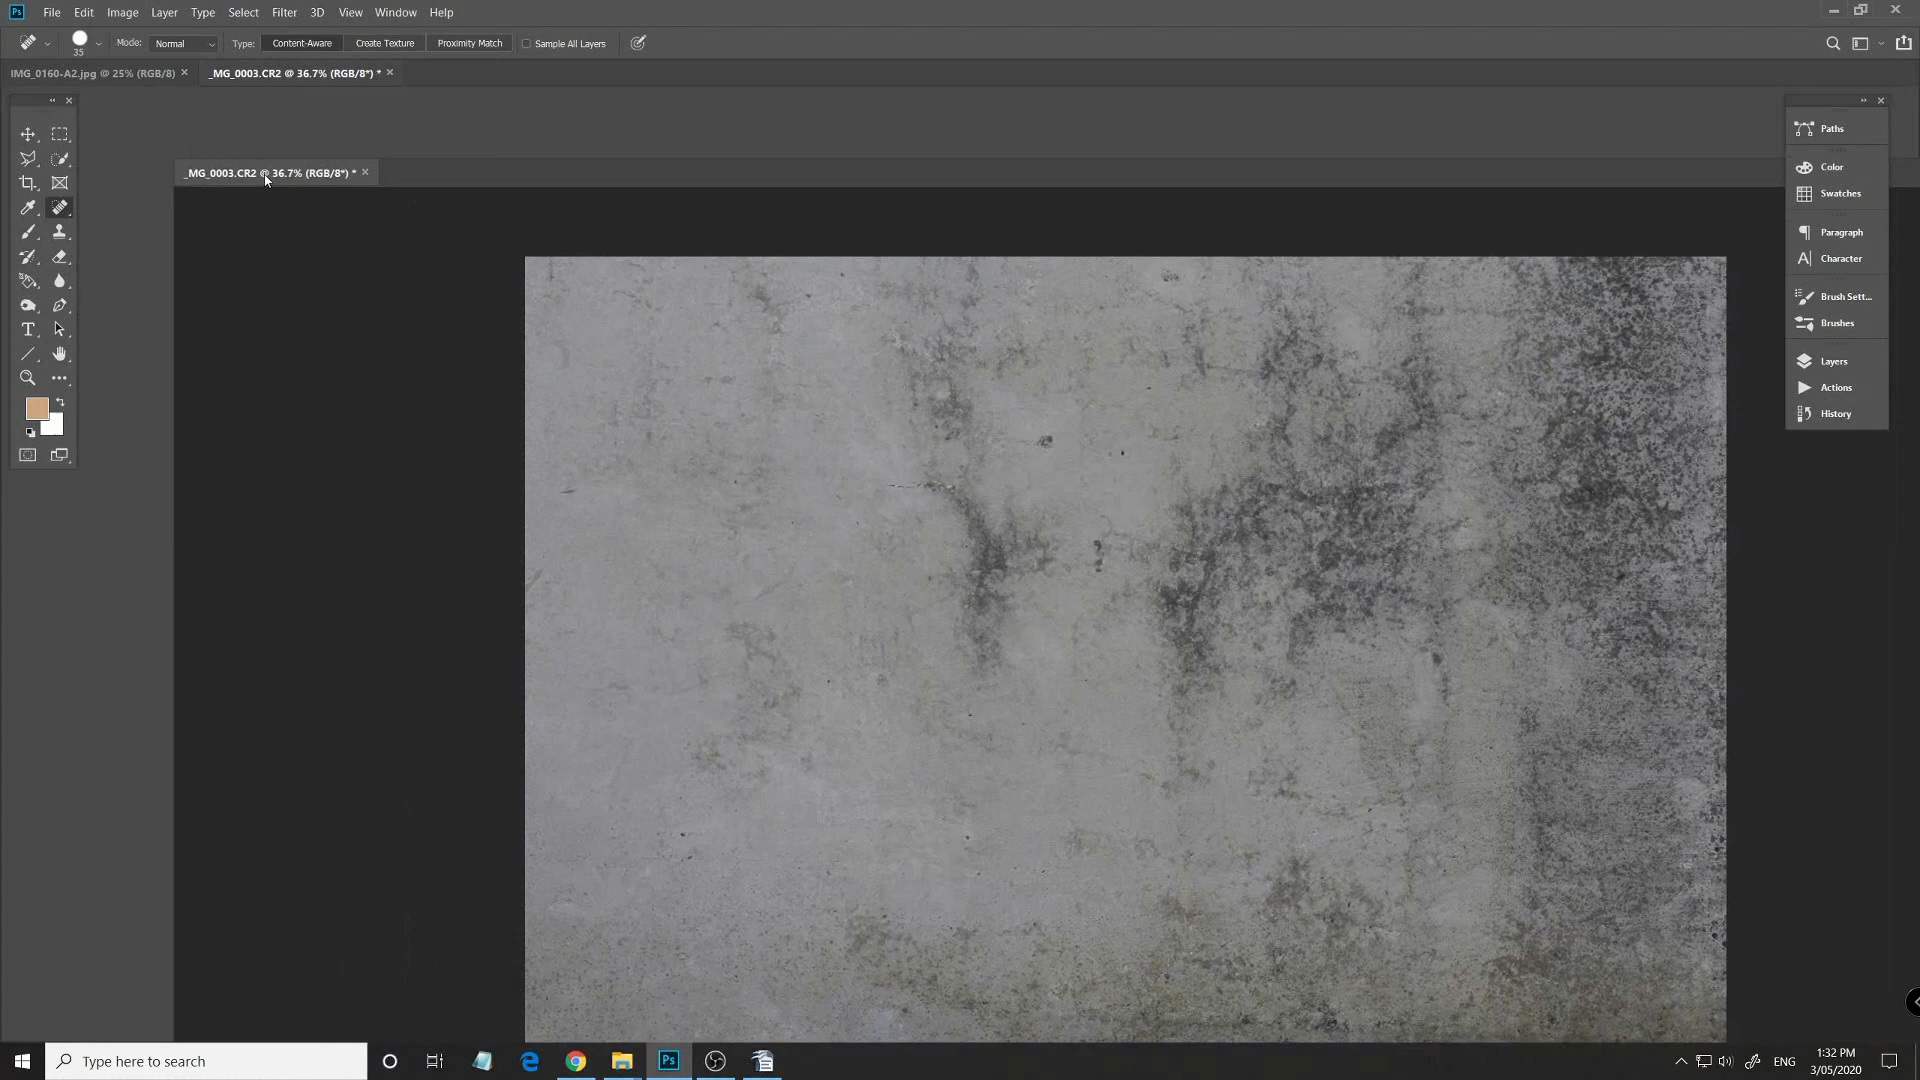 Ps File Edit Image Layer Type Select Filter 3D View Window Help
35 Mode: Normal Type: Content-Aware Create Texture Proximity Match Sample All Layers
IMG_0160-A2.jpg @ 25% (RGB/8) × _MG_0003.CR2 @ 36.7% (RGB/8*) * ×
_MG_0003.CR2 @ 36.7% (RGB/8*) * ×
Paths
Color
Swatches
Paragraph
Character
Brush Sett...
Brushes
Layers
Actions
History
Type here to search
Ps
ENG
1:32 PM
3/05/2020